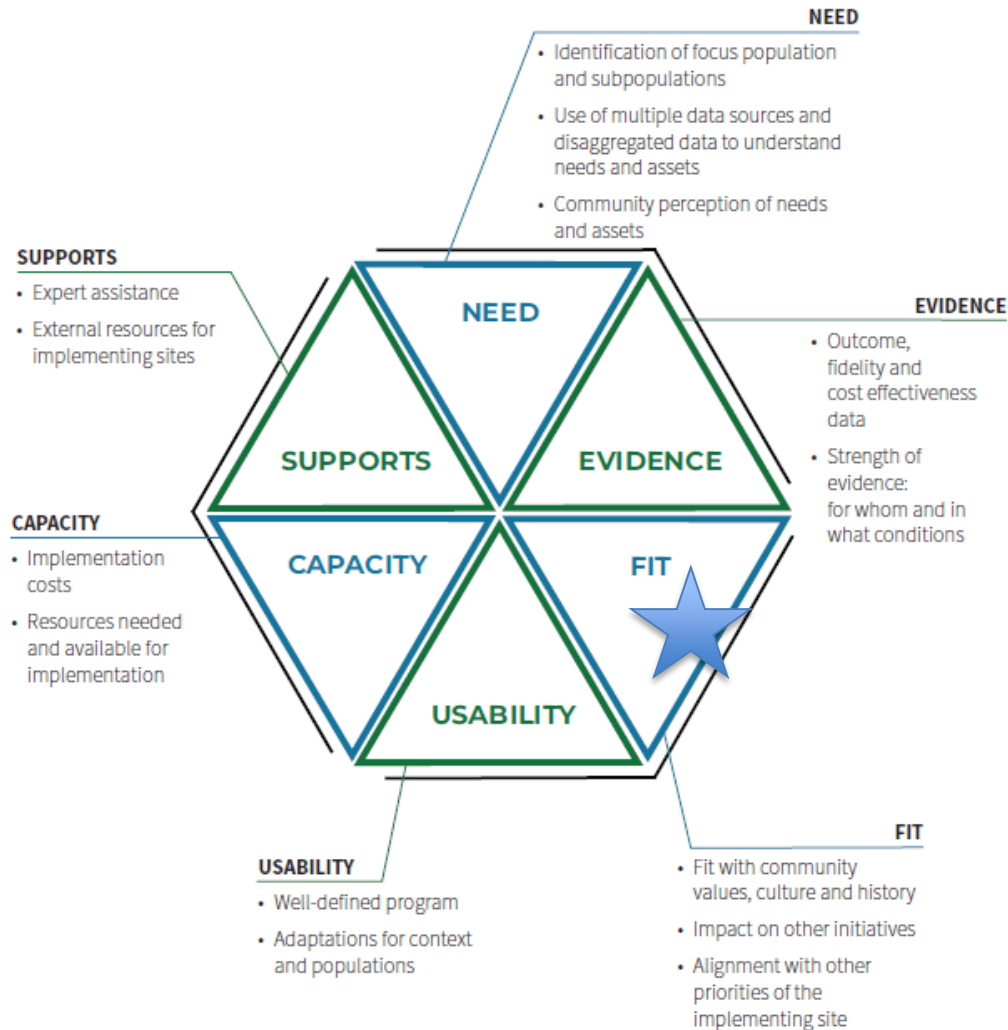 NEED
• Identification of focus population
and subpopulations
• Use of multiple data sources and
disaggregated data to understand
needs and assets
• Community perception of needs
and assets
SUPPORTS
• Expert assistance
• External resources for
implementing sites
EVIDENCE
• Outcome,
fidelity and
cost effectiveness
data
• Strength of
evidence:
for whom and in
what conditions
NEED
SUPPORTS
EVIDENCE
CAPACITY
FIT
USABILITY
CAPACITY
• Implementation
costs
• Resources needed
and available for
implementation
USABILITY
• Well-defined program
• Adaptations for context
and populations
FIT
• Fit with community
values, culture and history
• Impact on other initiatives
• Alignment with other
priorities of the
implementing site